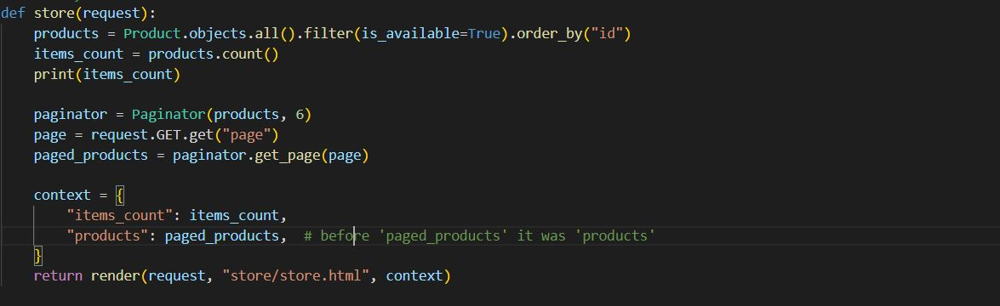 def store(request):
    products = Product.objects.all().filter(is_available=True).order_by("id")
    items_count = products.count()
    print(items_count)

    paginator = Paginator(products, 6)
    page = request.GET.get("page")
    paged_products = paginator.get_page(page)

    context = {
        "items_count": items_count,
        "products": paged_products,  # before 'paged_products' it was 'products'
    }
    return render(request, "store/store.html", context)